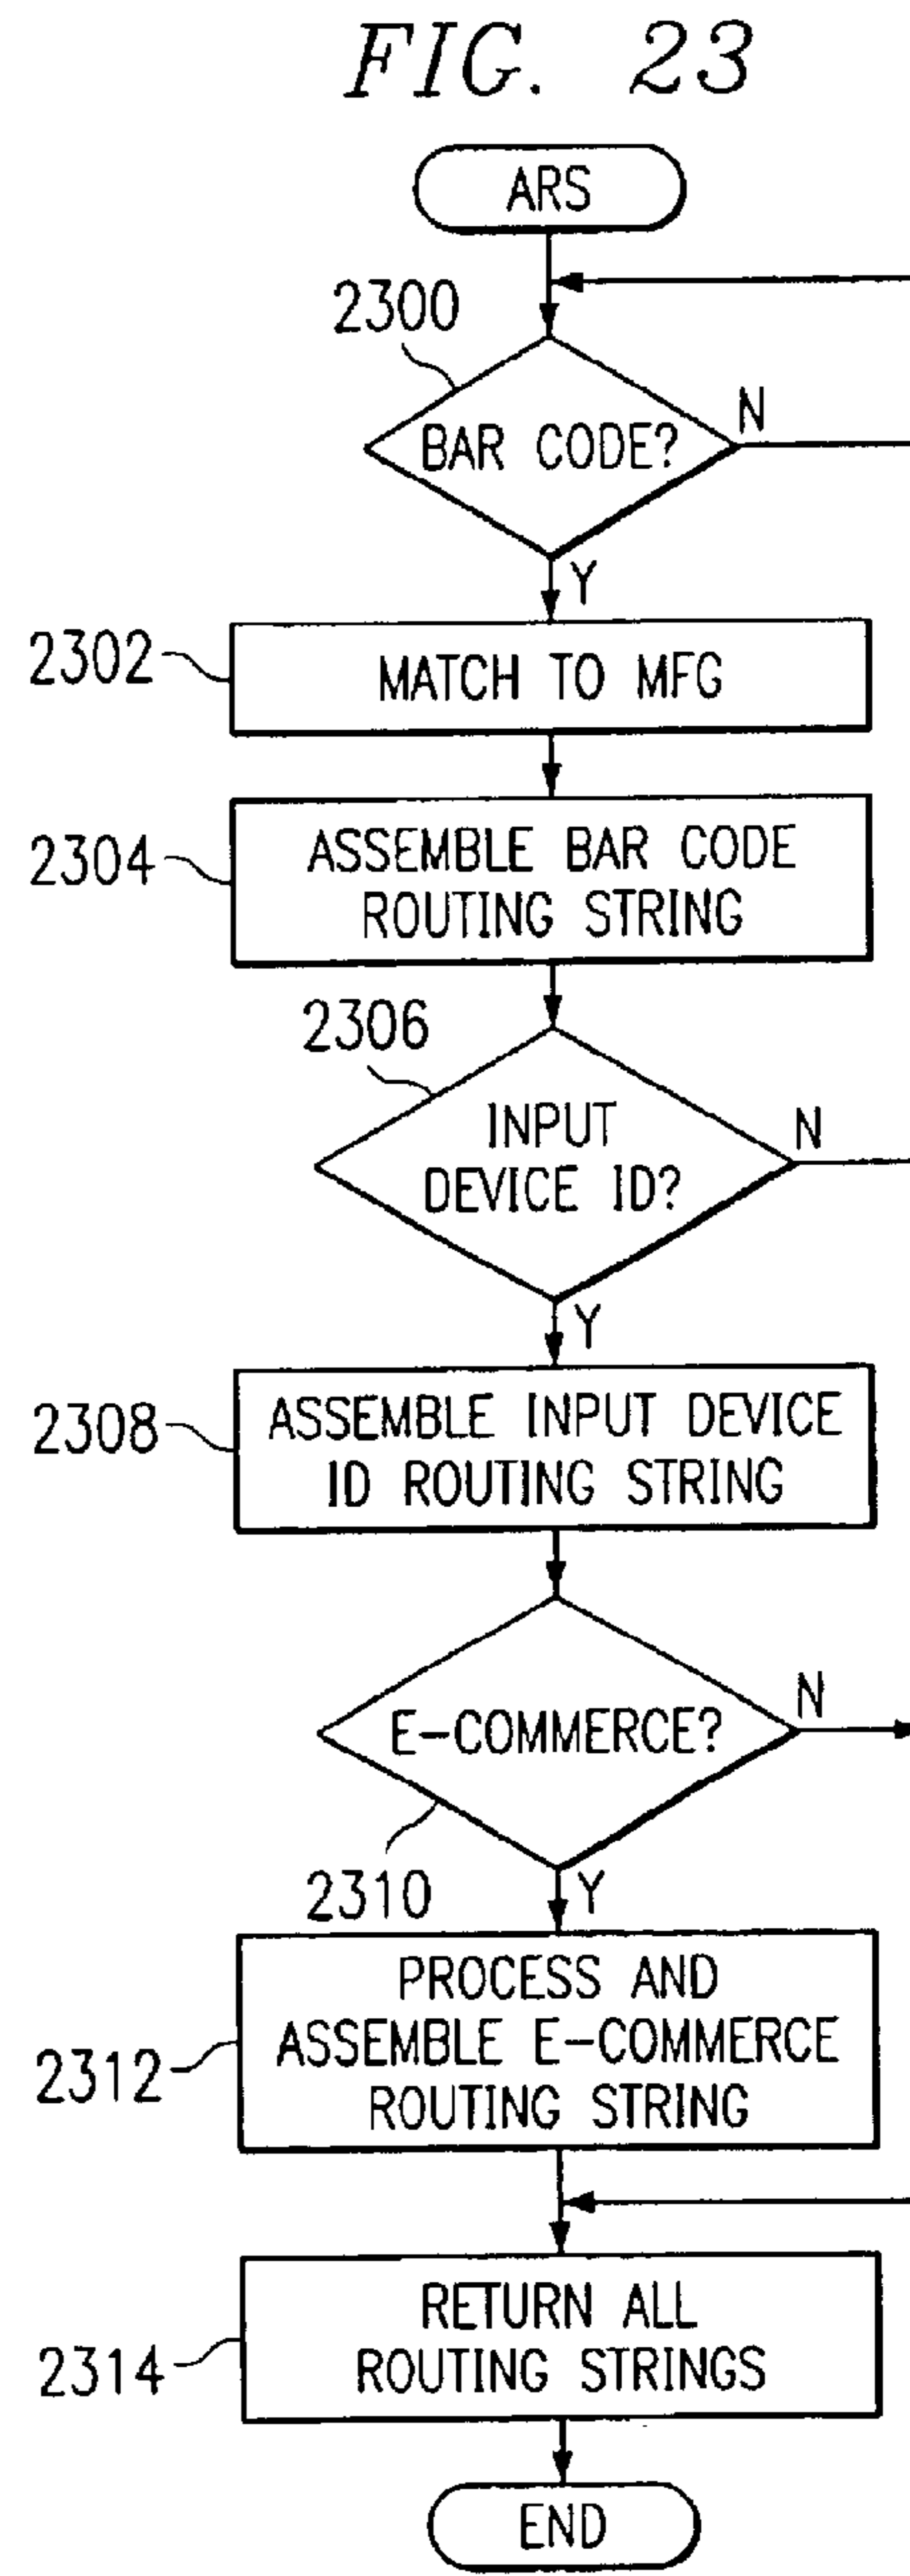 FIG. 23
ARS
2300
BAR CODE?
N
Y
2302
MATCH TO MFG
2304
ASSEMBLE BAR CODE
ROUTING STRING
2306
INPUT
DEVICE ID?
N
Y
2308
ASSEMBLE INPUT DEVICE
ID ROUTING STRING
E-COMMERCE?
N
2310
Y
2312
PROCESS AND
ASSEMBLE E-COMMERCE
ROUTING STRING
2314
RETURN ALL
ROUTING STRINGS
END